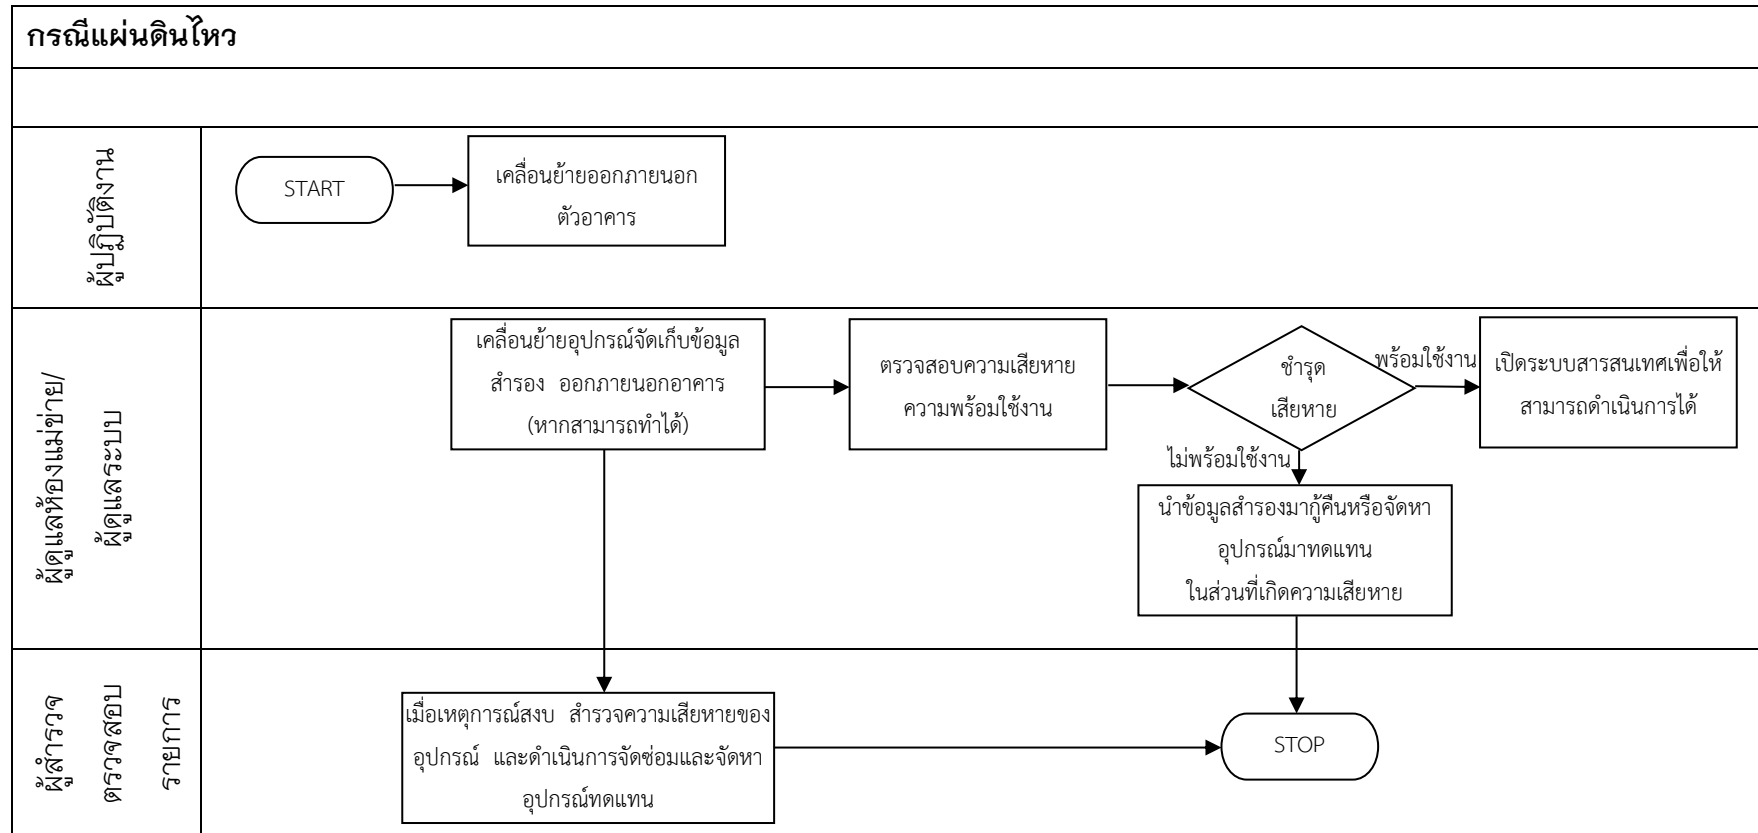 กรณีแผ่นดินไหว
ผู้ปฏิบัติงาน
START
เคลื่อนย้ายออกภายนอก
ตัวอาคาร
ผู้ดูแลห้องแม่ข่าย/
ผู้ดูแลระบบ
เคลื่อนย้ายอุปกรณ์จัดเก็บข้อมูล
สำรอง ออกภายนอกอาคาร
(หากสามารถทำได้)
ตรวจสอบความเสียหาย
ความพร้อมใช้งาน
ชำรุด
เสียหาย
พร้อมใช้งาน
เปิดระบบสารสนเทศเพื่อให้
สามารถดำเนินการได้
ไม่พร้อมใช้งาน
นำข้อมูลสำรองมากู้คืนหรือจัดหา
อุปกรณ์มาทดแทน
ในส่วนที่เกิดความเสียหาย
ผู้สำรวจ
ตรวจสอบ
รายการ
เมื่อเหตุการณ์สงบ สำรวจความเสียหายของ
อุปกรณ์ และดำเนินการจัดซ่อมและจัดหา
อุปกรณ์ทดแทน
STOP